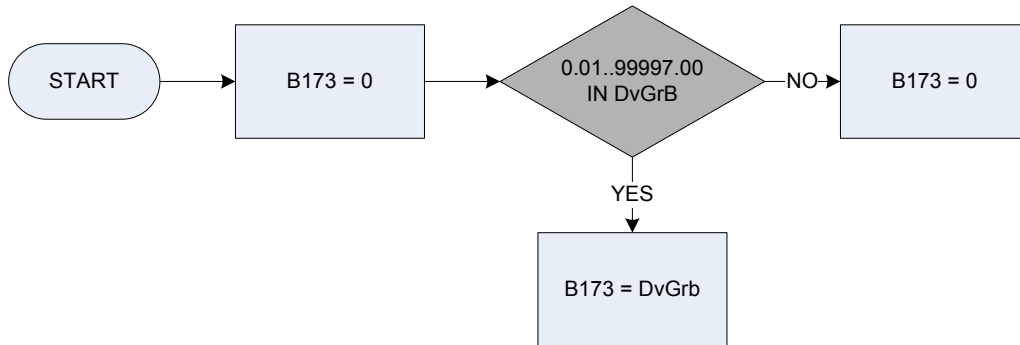 START
B173 = 0
0.01..99997.00
IN DvGrB
NO
B173 = 0
YES
B173 = DvGrb